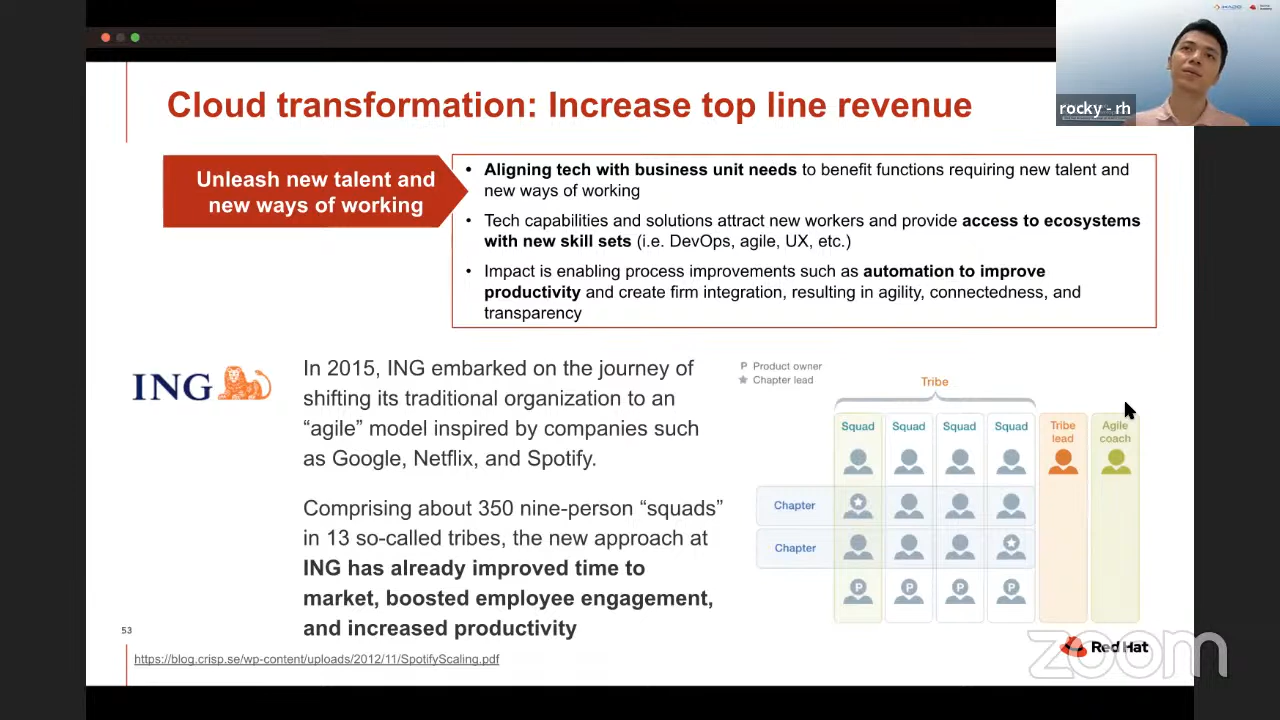 Cloud transformation: Increase top line revenue
rocky - rh
Unleash new talent and
new ways of working
• Aligning tech with business unit needs to benefit functions requiring new talent and
new ways of working
• Tech capabilities and solutions attract new workers and provide access to ecosystems
with new skill sets (i.e. DevOps, agile, UX, etc.)
• Impact is enabling process improvements such as automation to improve
productivity and create firm integration, resulting in agility, connectedness, and
transparency
ING
In 2015, ING embarked on the journey of
shifting its traditional organization to an
“agile” model inspired by companies such
as Google, Netflix, and Spotify.
Comprising about 350 nine-person “squads”
in 13 so-called tribes, the new approach at
ING has already improved time to
market, boosted employee engagement,
and increased productivity
P Product owner
Chapter lead
Tribe
Squad
Squad
Squad
Squad
Tribe
lead
Agile
coach
Chapter
Chapter
P
P
P
P
53
https://blog.crisp.se/wp-content/uploads/2012/11/SpotifyScaling.pdf
Red Hat
zoom